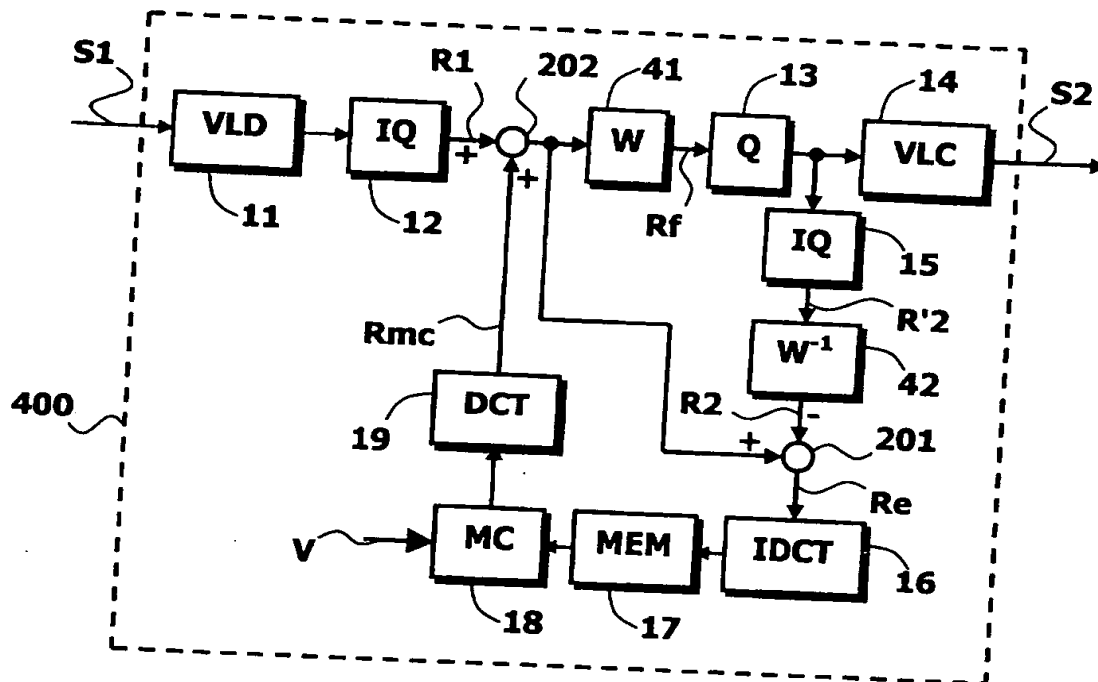 S1
R1
202
41
13
14
S2
VLD
IQ
+
+
W
Q
VLC
11
12
Rf
IQ
15
R'2
Rmc
W⁻¹
42
400
DCT
R2
-
19
+
201
Re
V
MC
MEM
IDCT
16
18
17